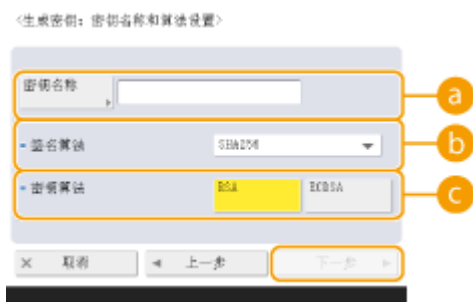 <生成密钥：密钥名称和算法设置>
密钥名称
a
签名算法
SHA256
b
密钥算法
RSA
ECDSA
c
取消
上一步
下一步